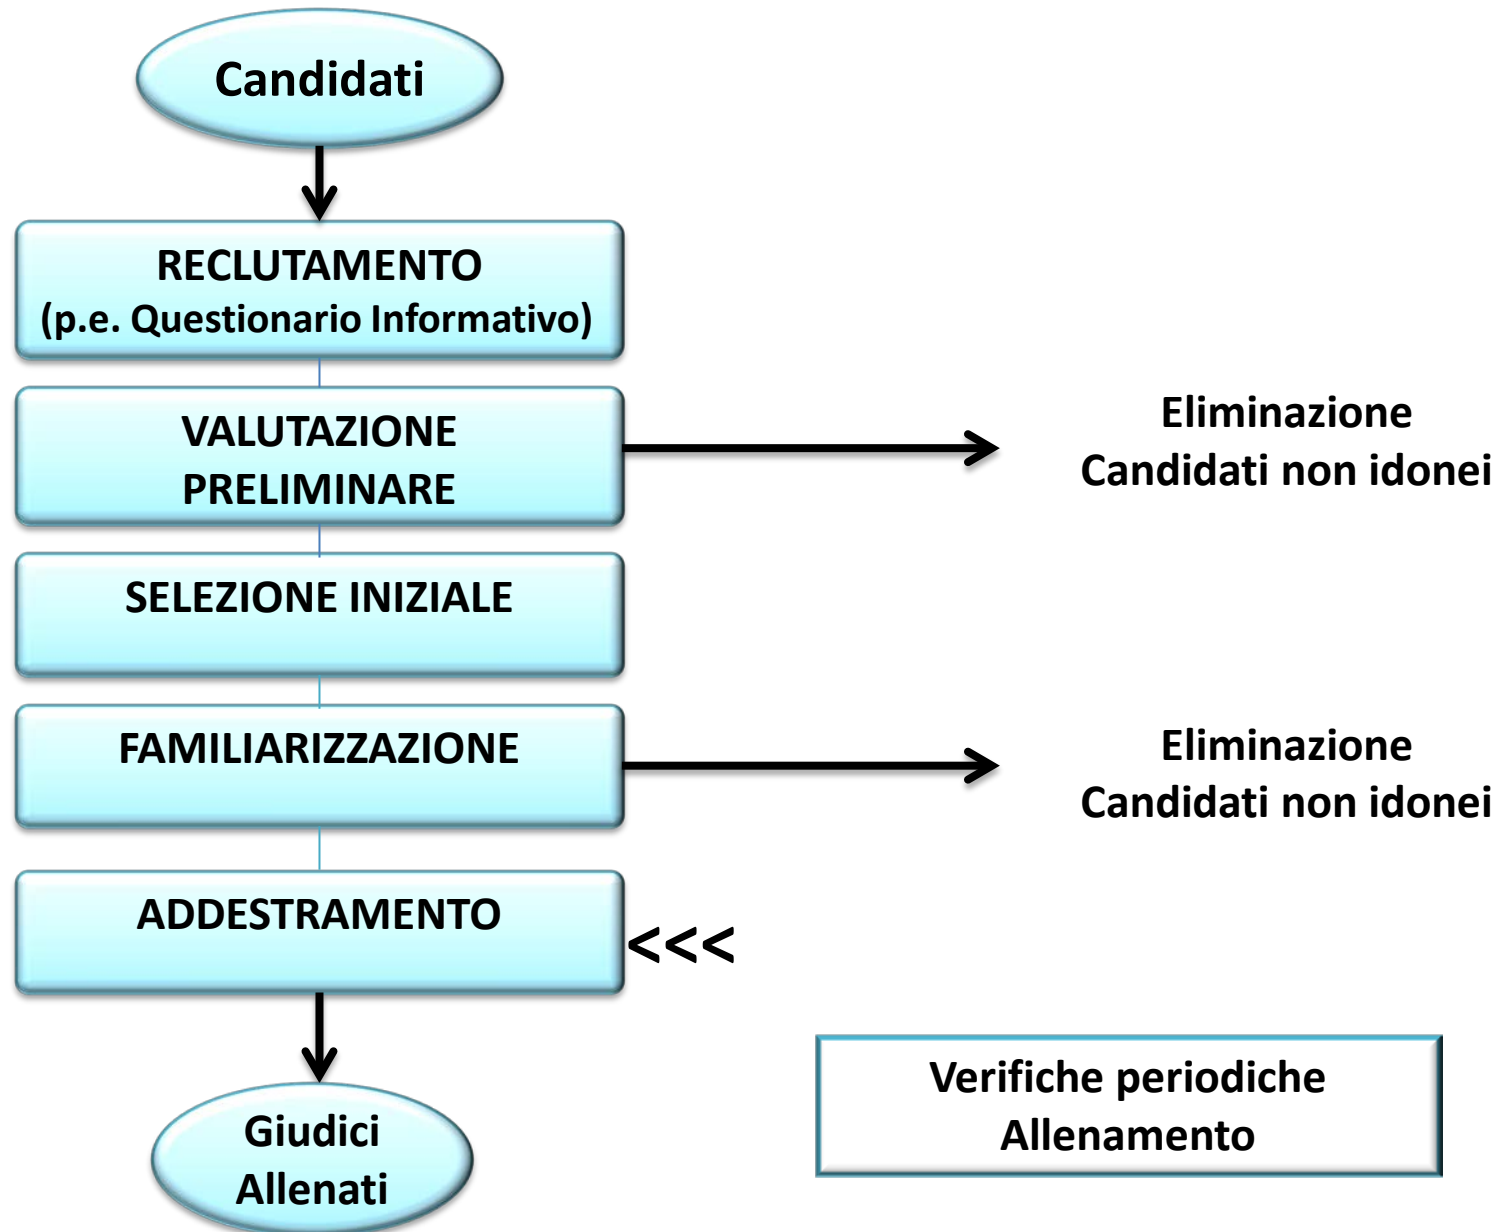 Candidati
RECLUTAMENTO
(p.e. Questionario Informativo)
VALUTAZIONE
PRELIMINARE
Eliminazione
Candidati non idonei
SELEZIONE INIZIALE
FAMILIARIZZAZIONE
Eliminazione
Candidati non idonei
ADDESTRAMENTO
<<<
Verifiche periodiche
Allenamento
Giudici
Allenati